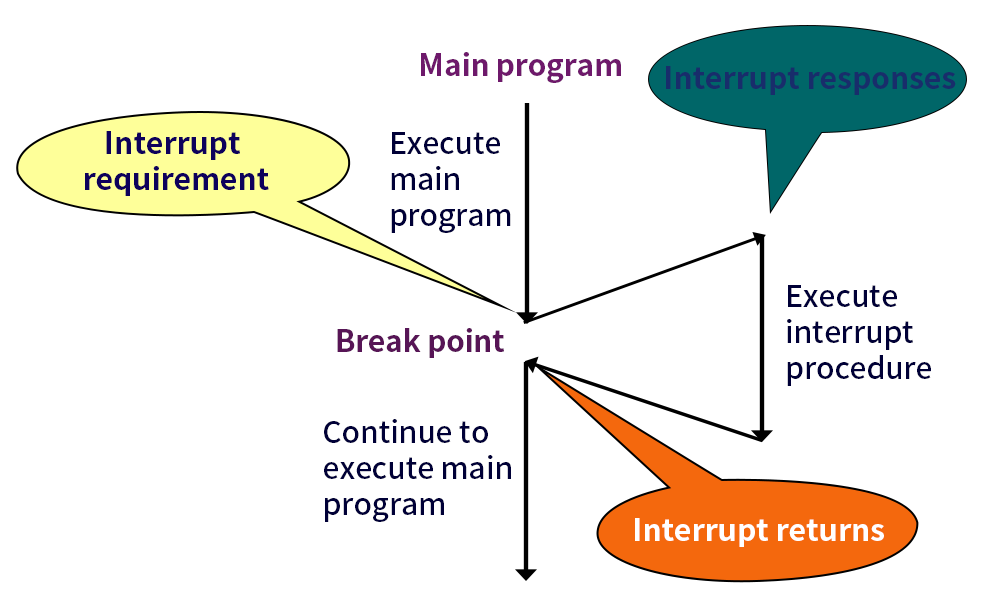 Main program
Interrupt responses
Interrupt
requirement
Execute
main
program
Execute
interrupt
procedure
Break point
Continue to
execute main
program
Interrupt returns